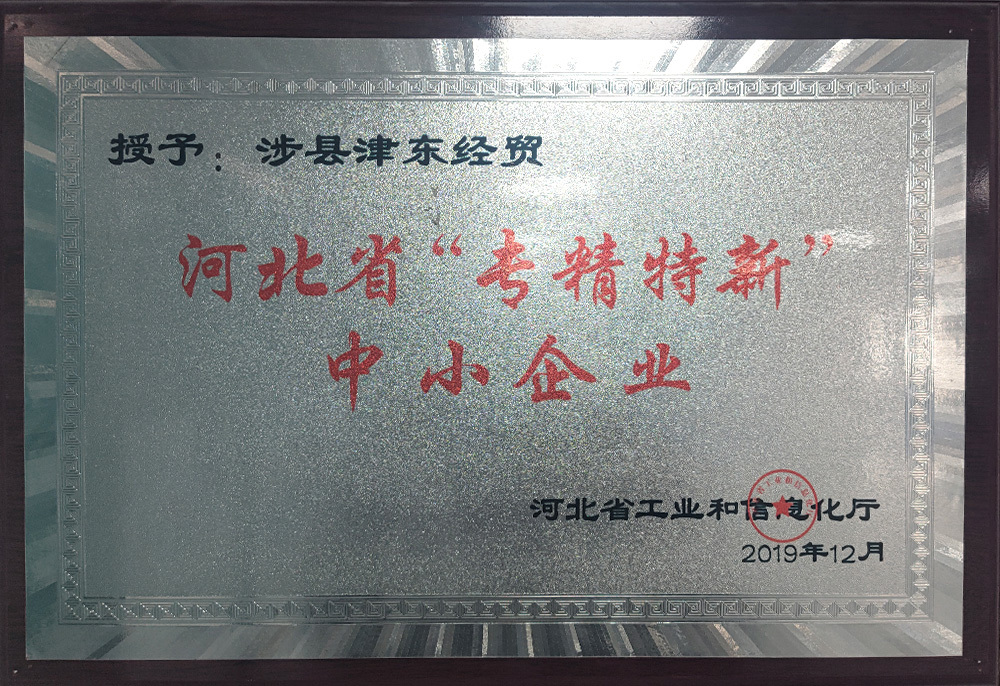 授予：涉县津东经贸
河北省“专精特新”
中小企业
河北省工业和信息化厅
2019年12月